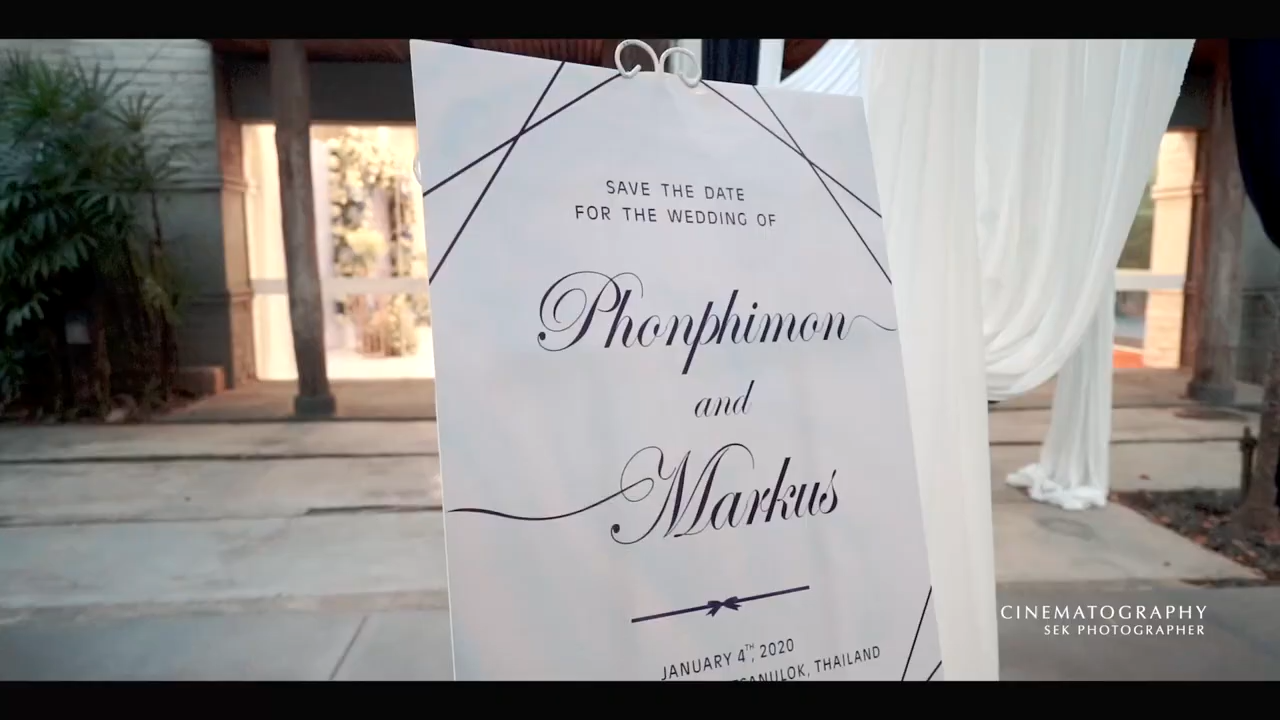 SAVE THE DATE
FOR THE WEDDING OF
Phonphimon
and
Markus
JANUARY 4TH, 2020
THAILAND
CINEMATOGRAPHY
SEK PHOTOGRAPHER